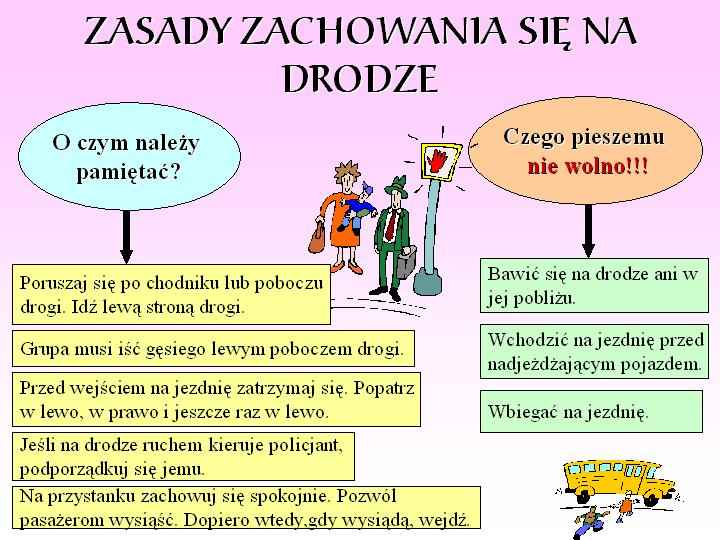 ZASADY ZACHOWANIA SIĘ NA
DRODZE
O czym należy
pamiętać?
Poruszaj się po chodniku lub poboczu
drogi. Idź lewą stroną drogi.
Grupa musi iść gęsiego lewym poboczem drogi.
Przed wejściem na jezdnię zatrzymaj się. Popatrz
w lewo, w prawo i jeszcze raz w lewo.
Jeśli na drodze ruchem kieruje policjant,
podporządkuj się jemu.
Na przystanku zachowuj się spokojnie. Pozwól
pasażerom wysiąść. Dopiero wtedy,gdy wysiądą, wejdź.
Czego pieszemu
nie wolno!!!
Bawić się na drodze ani w
jej pobliżu.
Wchodzić na jezdnię przed
nadjeżdżającym pojazdem.
Wbiegać na jezdnię.